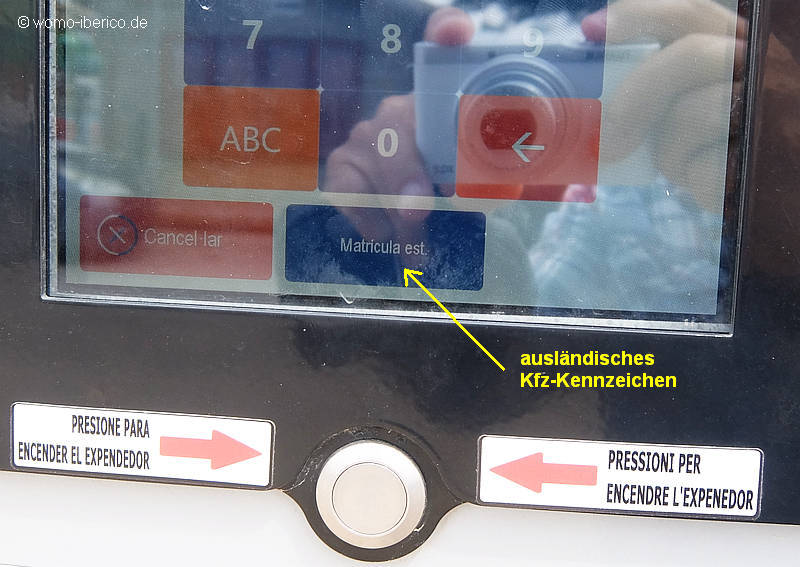 © womo-iberico.de
7 8 9
ABC 0
Cancel·lar
Matricula est.
ausländisches
Kfz-Kennzeichen
PRESIONE PARA
ENCENDER EL EXPENDEDOR
PRESSIONI PER
ENCENDRE L'EXPENEDOR